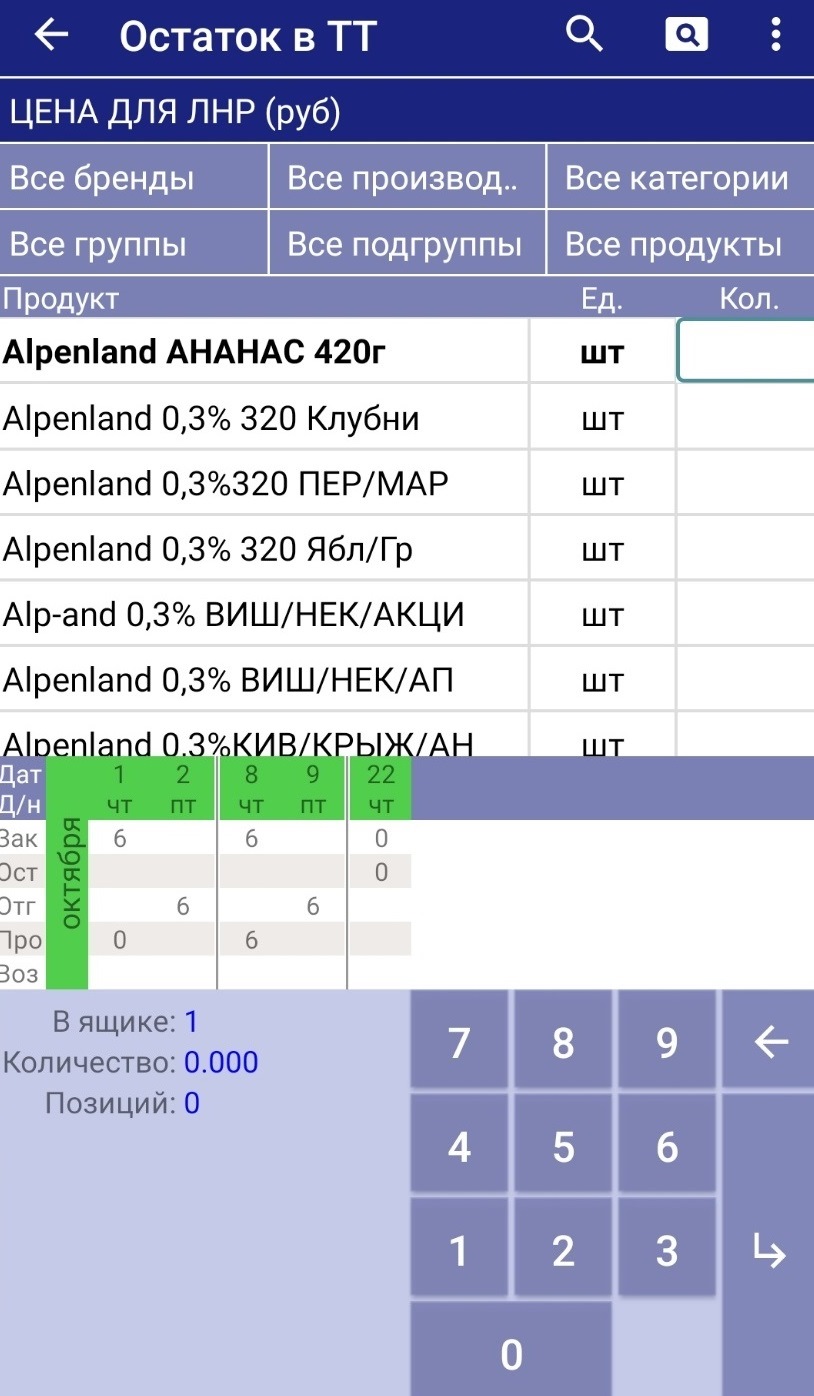 Остаток в ТТ
ЦЕНА ДЛЯ ЛНР (руб)
Все бренды Все производ.. Все категории
Все группы Все подгруппы Все продукты
Продукт Ед. Кол.
Alpenland АНАНАС 420г шт
Alpenland 0,3% 320 Клубни шт
Alpenland 0,3%320 ПЕР/МАР шт
Alpenland 0,3% 320 Ябл/Гр шт
Alp-and 0,3% ВИШ/НЕК/АКЦИ шт
Alpenland 0,3% ВИШ/НЕК/АП шт
Alpenland 0,3%КИВ/КРЫЖ/АН шт
Дат 1 2 8 9 22
Д/н чт пт чт пт чт
октября
Зак 6 6 0
Ост 0
Отг 6 6
Про 0 6
Воз
В ящике: 1
Количество: 0.000
Позиций: 0
7 8 9
4 5 6
1 2 3
0